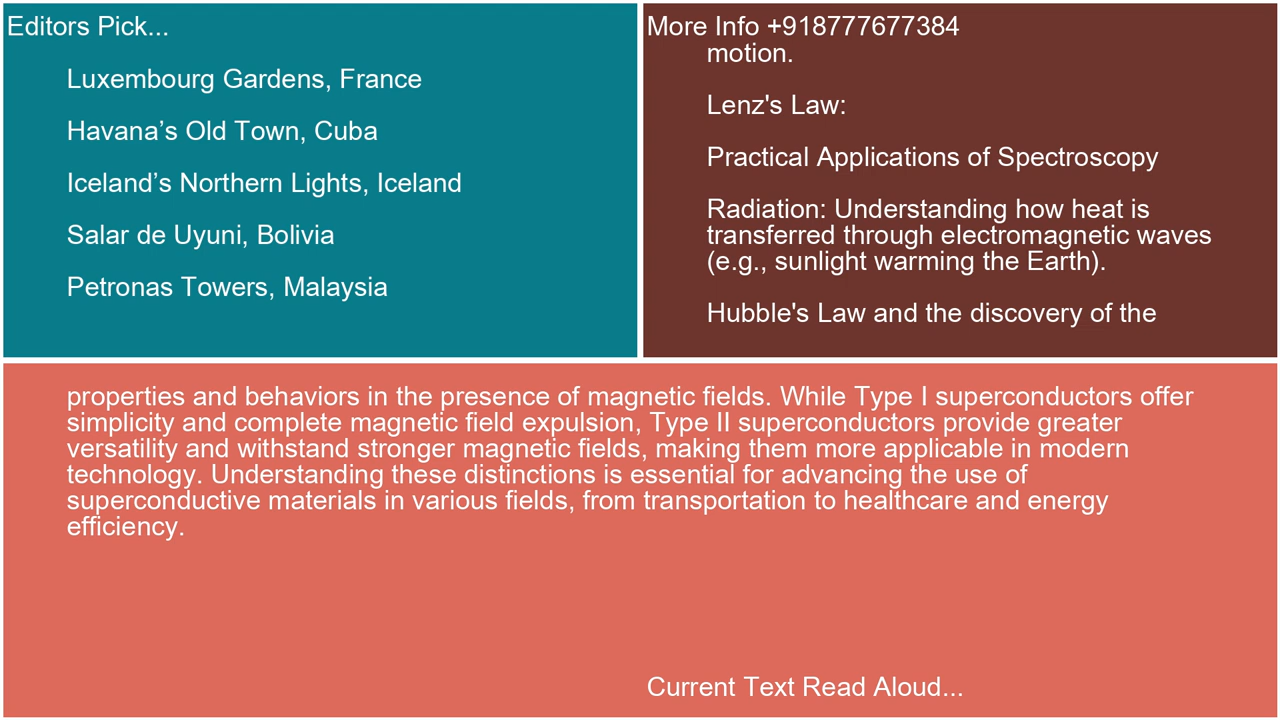 Editors Pick...
Luxembourg Gardens, France
Havana’s Old Town, Cuba
Iceland’s Northern Lights, Iceland
Salar de Uyuni, Bolivia
Petronas Towers, Malaysia
More Info +918777677384
motion.
Lenz's Law:
Practical Applications of Spectroscopy
Radiation: Understanding how heat is
transferred through electromagnetic waves
(e.g., sunlight warming the Earth).
Hubble's Law and the discovery of the
properties and behaviors in the presence of magnetic fields. While Type I superconductors offer
simplicity and complete magnetic field expulsion, Type II superconductors provide greater
versatility and withstand stronger magnetic fields, making them more applicable in modern
technology. Understanding these distinctions is essential for advancing the use of
superconductive materials in various fields, from transportation to healthcare and energy
efficiency.
Current Text Read Aloud...